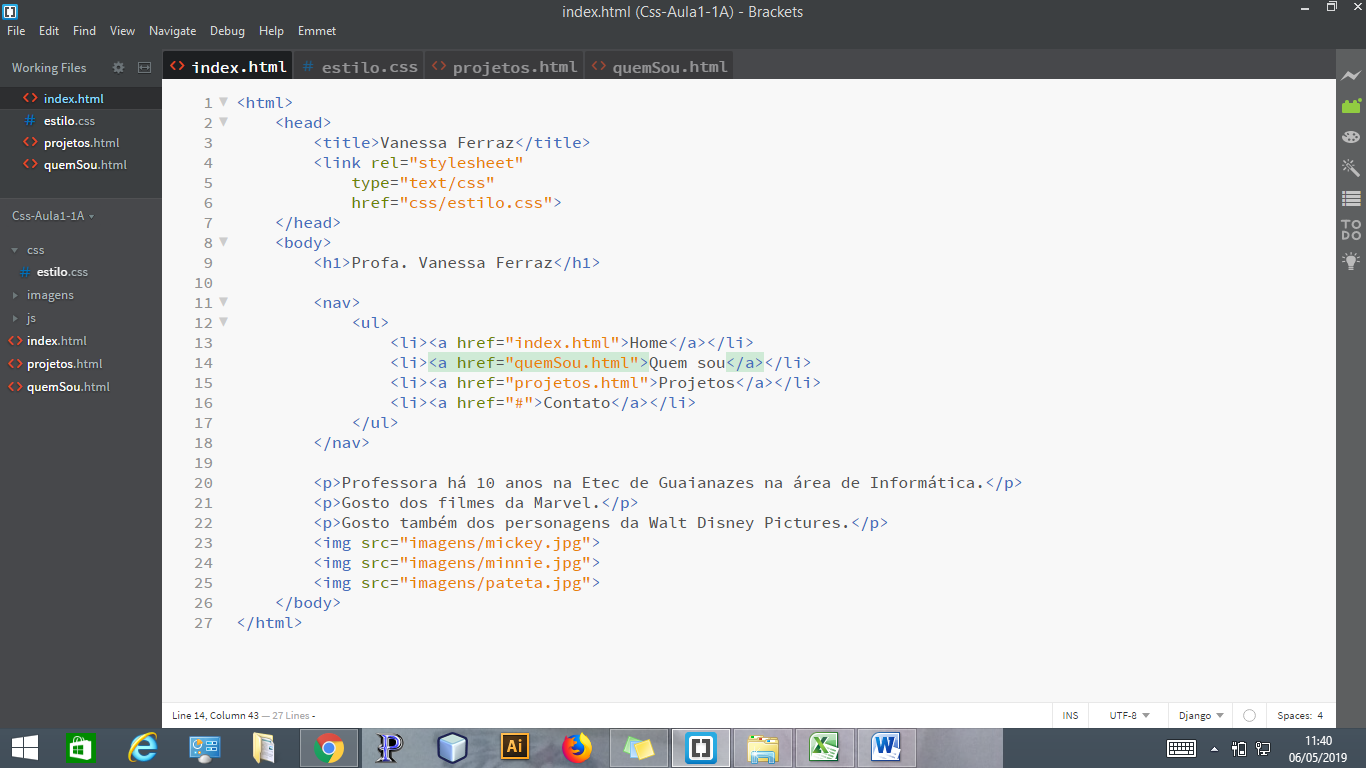 index.html (Css-Aula1-1A) - Brackets
File Edit Find View Navigate Debug Help Emmet
Working Files
index.html
estilo.css
projetos.html
quemSou.html
Css-Aula1-1A
css
estilo.css
imagens
js
index.html
projetos.html
quemSou.html
index.html estilo.css projetos.html quemSou.html
1 <html>
2 <head>
3 <title>Vanessa Ferraz</title>
4 <link rel="stylesheet"
5 type="text/css"
6 href="css/estilo.css">
7 </head>
8 <body>
9 <h1>Profa. Vanessa Ferraz</h1>
10
11 <nav>
12 <ul>
13 <li><a href="index.html">Home</a></li>
14 <li><a href="quemSou.html">Quem sou</a></li>
15 <li><a href="projetos.html">Projetos</a></li>
16 <li><a href="#">Contato</a></li>
17 </ul>
18 </nav>
19
20 <p>Professora há 10 anos na Etec de Guaianazes na área de Informática.</p>
21 <p>Gosto dos filmes da Marvel.</p>
22 <p>Gosto também dos personagens da Walt Disney Pictures.</p>
23 <img src="imagens/mickey.jpg">
24 <img src="imagens/minnie.jpg">
25 <img src="imagens/pateta.jpg">
26 </body>
27 </html>
TO
DO
Line 14, Column 43 — 27 Lines -
INS UTF-8 Django Spaces: 4
Ai
11:40
06/05/2019